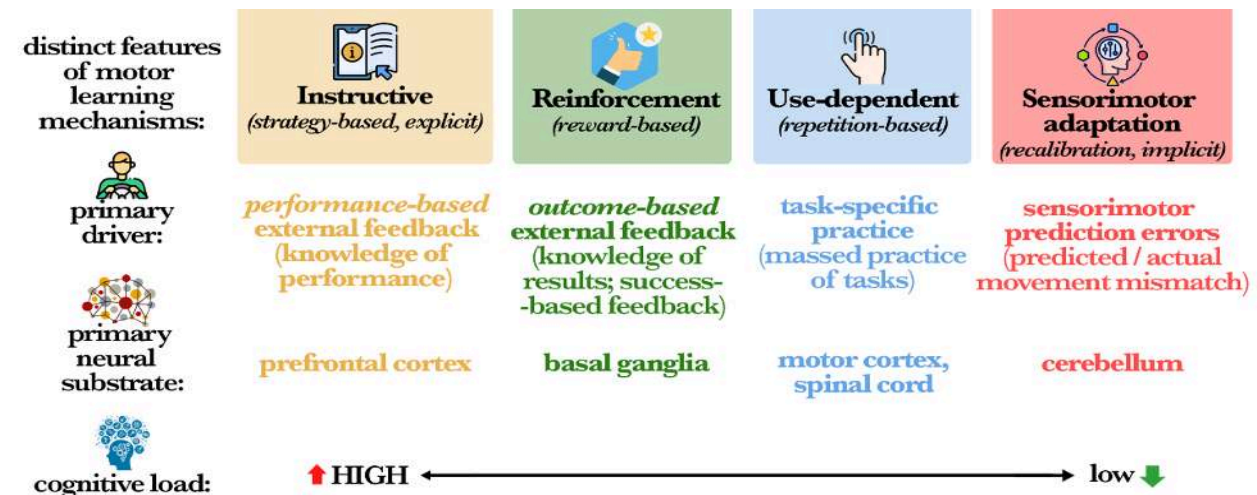 distinct features
of motor
learning
mechanisms:
Instructive
(strategy-based, explicit)
Reinforcement
(reward-based)
Use-dependent
(repetition-based)
Sensorimotor
adaptation
(recalibration, implicit)
primary
driver:
performance-based
external feedback
(knowledge of
performance)
outcome-based
external feedback
(knowledge of
results; success-
-based feedback)
task-specific
practice
(massed practice
of tasks)
sensorimotor
prediction errors
(predicted / actual
movement mismatch)
primary
neural
substrate:
prefrontal cortex
basal ganglia
motor cortex,
spinal cord
cerebellum
cognitive load:
HIGH
low